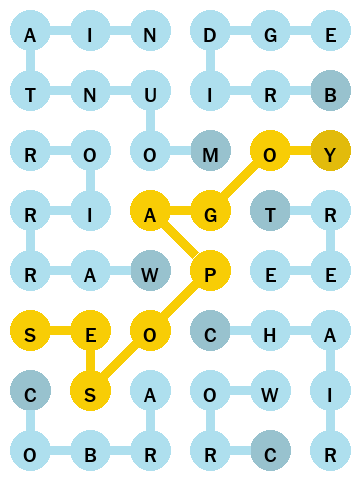 A I N D G E
T N U I R B
R O O M O Y
R I A G T R
R A W P E E
S E O C H A
C S A O W I
O B R R C R